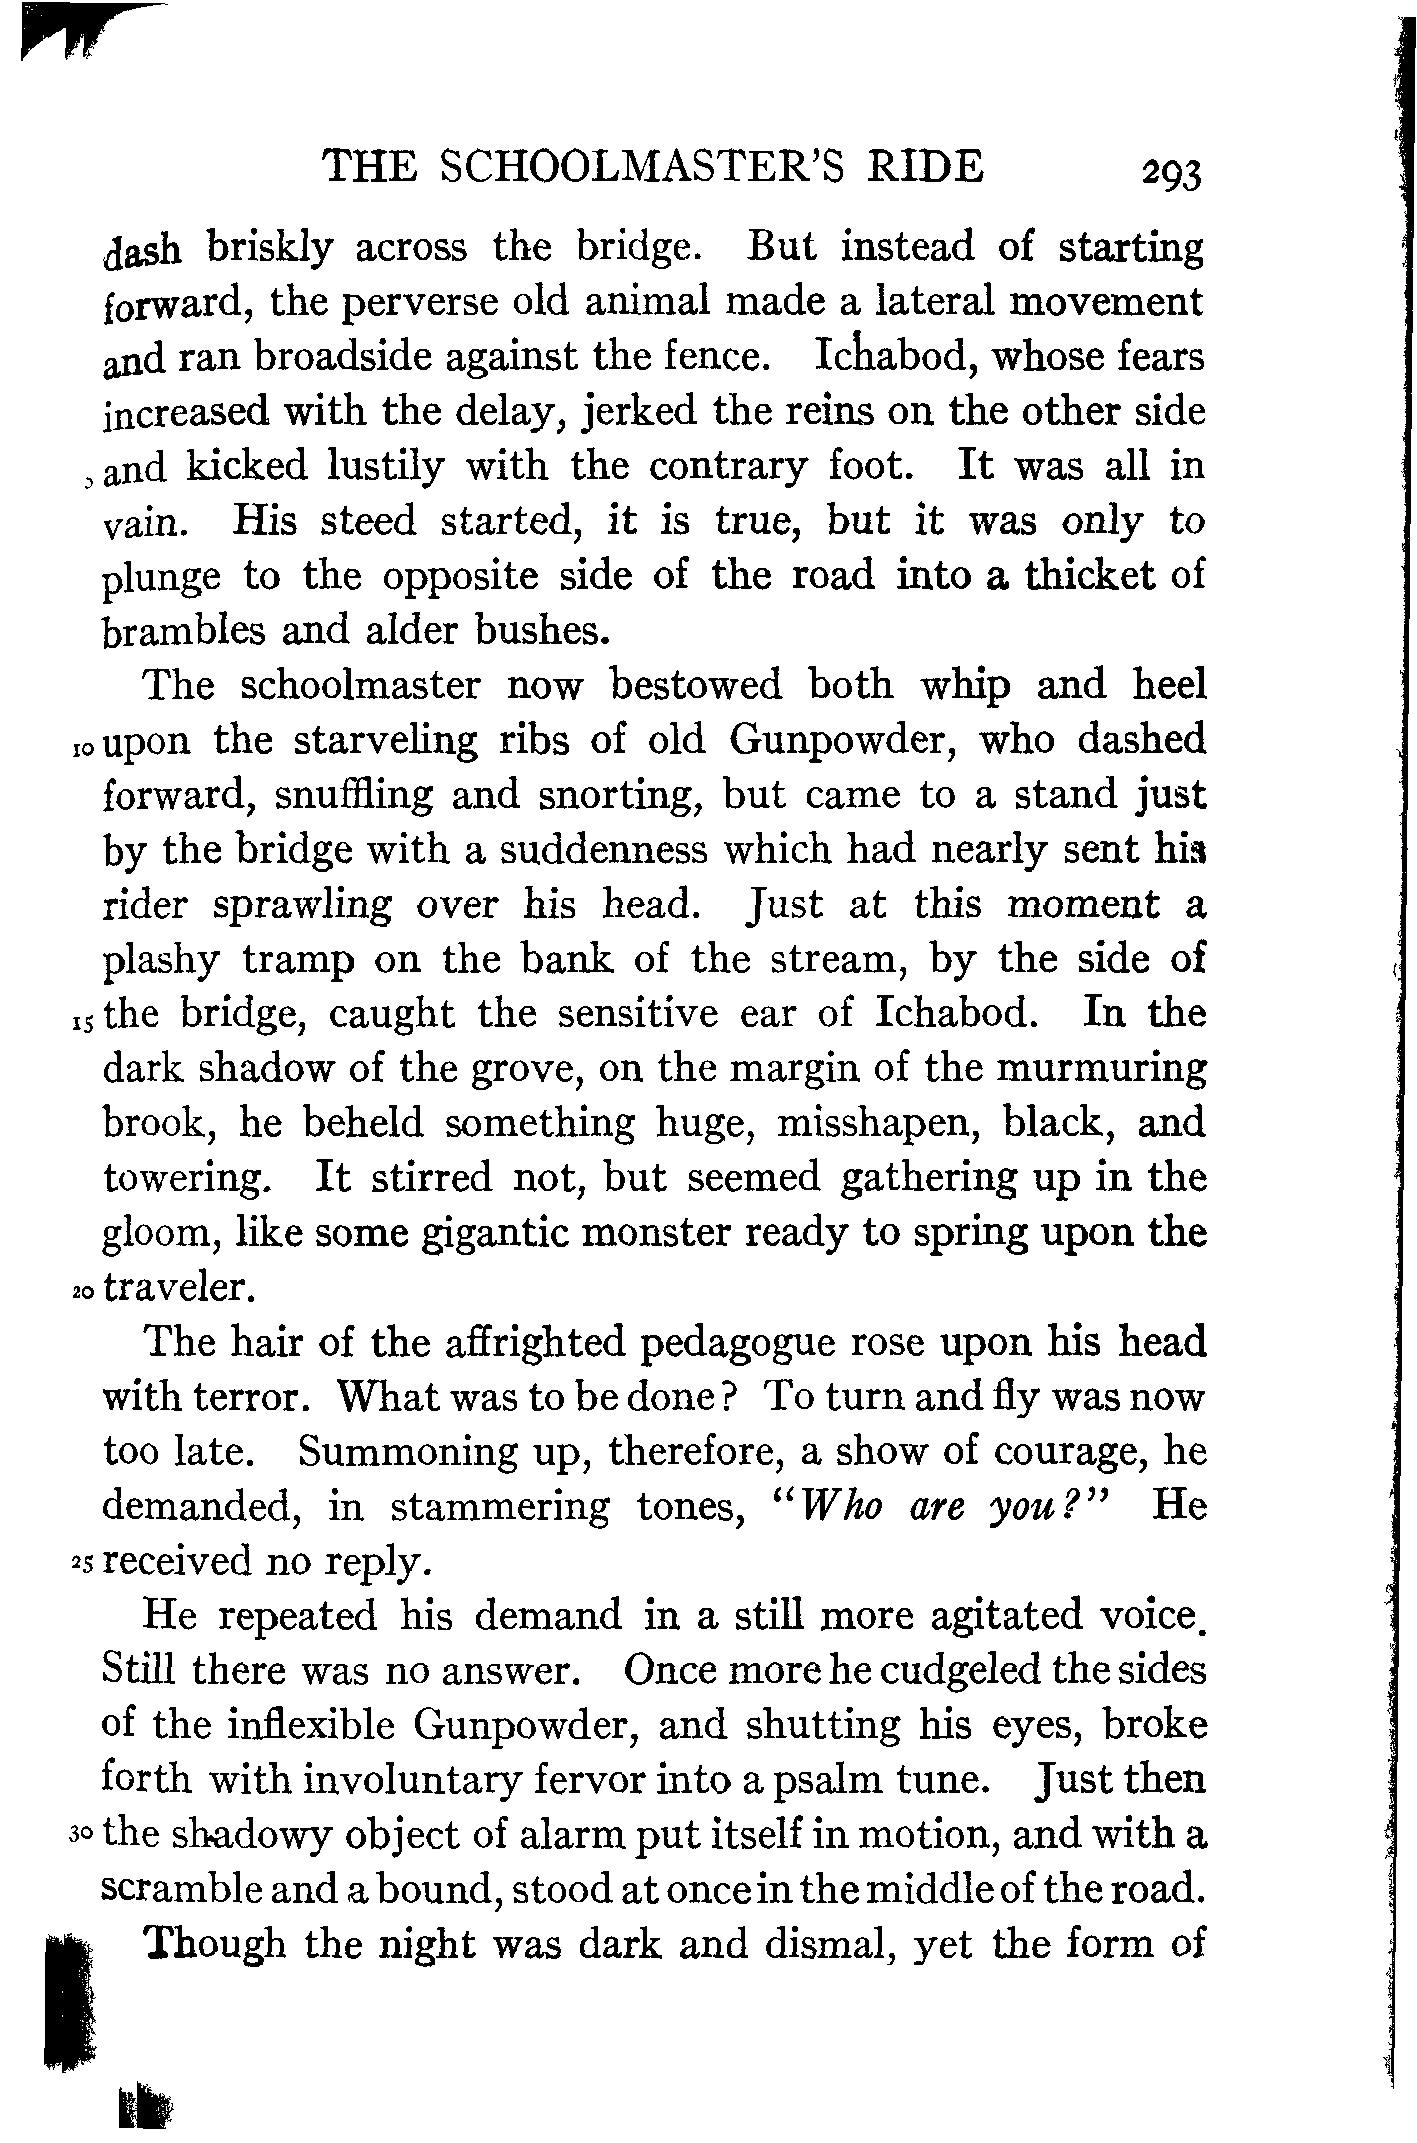 THE SCHOOLMASTER'S RIDE 293
dash briskly across the bridge. But instead of starting
forward, the perverse old animal made a lateral movement
and ran broadside against the fence. Ichabod, whose fears
increased with the delay, jerked the reins on the other side
and kicked lustily with the contrary foot. It was all in
vain. His steed started, it is true, but it was only to
plunge to the opposite side of the road into a thicket of
brambles and alder bushes.
The schoolmaster now bestowed both whip and heel
10 upon the starveling ribs of old Gunpowder, who dashed
forward, snuffling and snorting, but came to a stand just
by the bridge with a suddenness which had nearly sent his
rider sprawling over his head. Just at this moment a
plashy tramp on the bank of the stream, by the side of
15 the bridge, caught the sensitive ear of Ichabod. In the
dark shadow of the grove, on the margin of the murmuring
brook, he beheld something huge, misshapen, black, and
towering. It stirred not, but seemed gathering up in the
gloom, like some gigantic monster ready to spring upon the
20 traveler.
The hair of the affrighted pedagogue rose upon his head
with terror. What was to be done? To turn and fly was now
too late. Summoning up, therefore, a show of courage, he
demanded, in stammering tones, "Who are you?" He
25 received no reply.
He repeated his demand in a still more agitated voice.
Still there was no answer. Once more he cudgeled the sides
of the inflexible Gunpowder, and shutting his eyes, broke
forth with involuntary fervor into a psalm tune. Just then
30 the shadowy object of alarm put itself in motion, and with a
scramble and a bound, stood at once in the middle of the road.
Though the night was dark and dismal, yet the form of